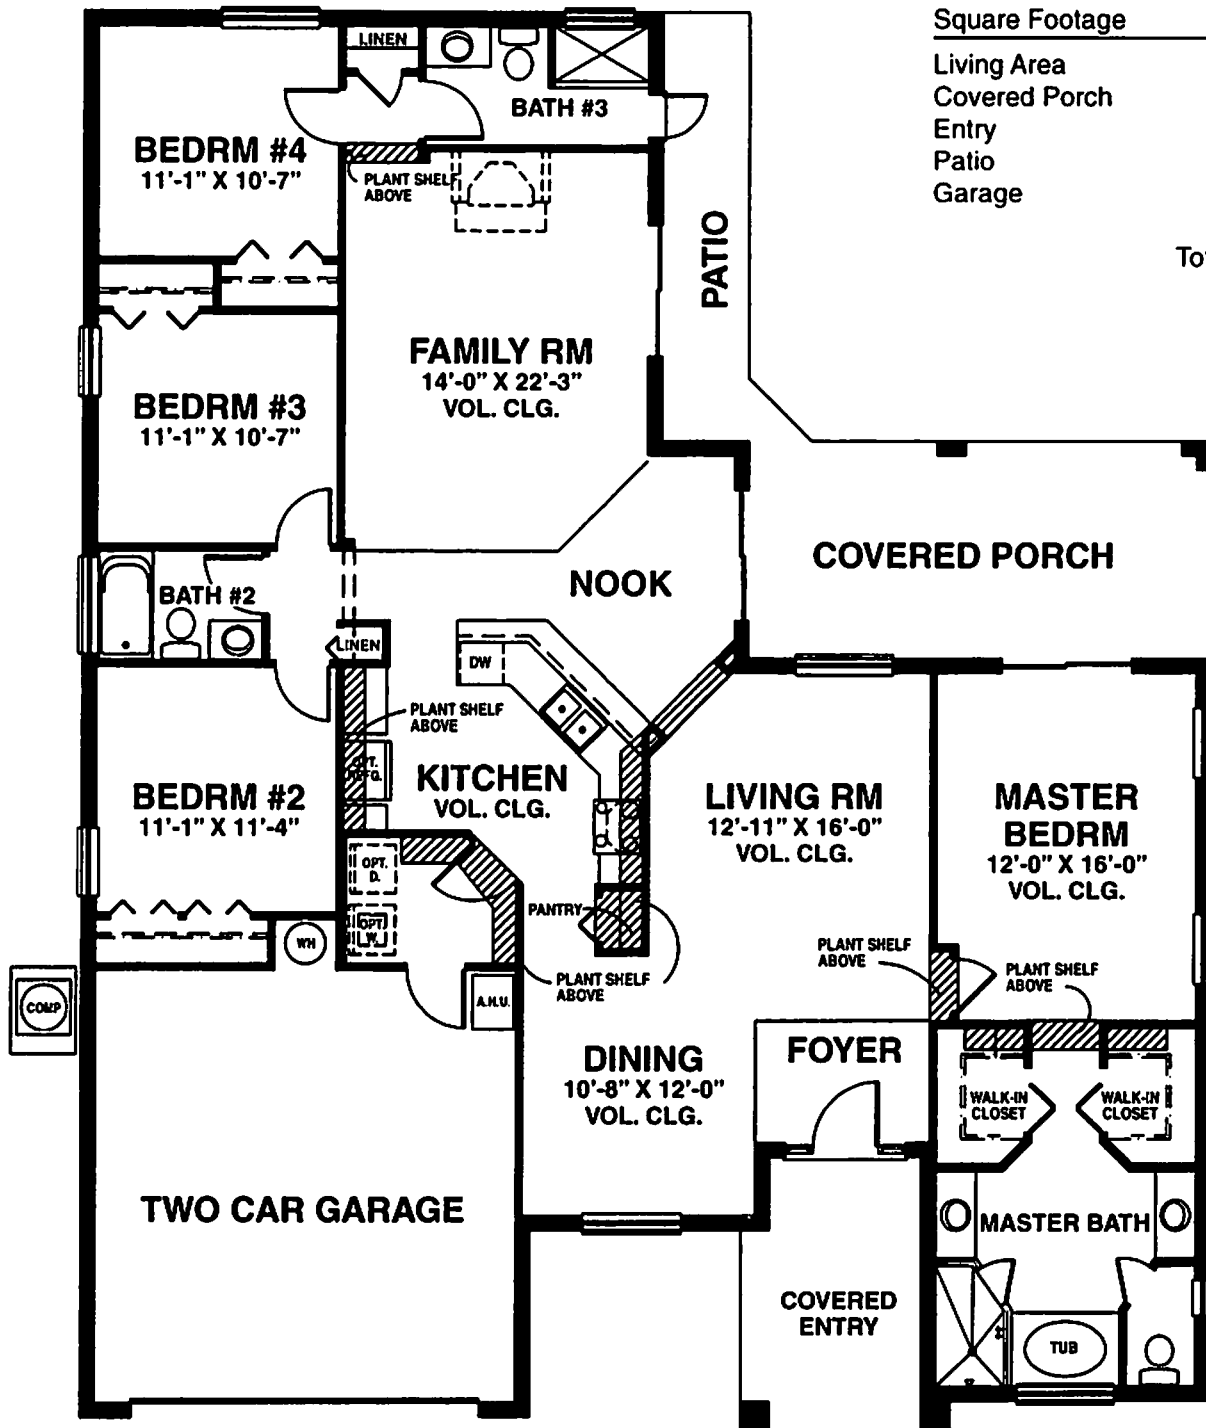 Square Footage
Living Area
Covered Porch
Entry
Patio
Garage
LINEN
BATH #3
BEDRM #4
11'-1" X 10'-7"
PLANT SHELF
ABOVE
PATIO
FAMILY RM
14'-0" X 22'-3"
VOL. CLG.
BEDRM #3
11'-1" X 10'-7"
COVERED PORCH
NOOK
BATH #2
LINEN
DW
PLANT SHELF
ABOVE
KITCHEN
VOL. CLG.
BEDRM #2
11'-1" X 11'-4"
LIVING RM
12'-11" X 16'-0"
VOL. CLG.
MASTER
BEDRM
12'-0" X 16'-0"
VOL. CLG.
OPT.
D.
OPT.
W.
PANTRY
WH
PLANT SHELF
ABOVE
PLANT SHELF
ABOVE
PLANT SHELF
ABOVE
A.H.U.
COMP
DINING
10'-8" X 12'-0"
VOL. CLG.
FOYER
WALK-IN
CLOSET
WALK-IN
CLOSET
TWO CAR GARAGE
MASTER BATH
COVERED
ENTRY
TUB